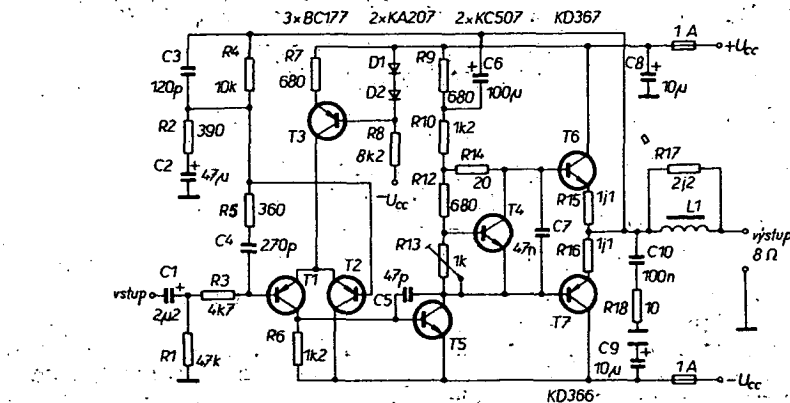 3×BC177 2×KA207 2×KC507 KD367
1A
+Ucc
C3
120p
R4
10k
R7
680
D1
D2
R9
680
C6
+
100µ
C8
+
10µ
R2
390
C2
+
47µ
T3
R8
8k2
-Ucc
R10
1k2
R14
20
T6
R17
2j2
L1
R5
360
C4
270p
R12
680
T4
C7
47n
R15
1j1
R16
1j1
výstup
8 Ω
C10
100n
R13
1k
vstup
C1
+
2µ2
R3
4k7
T1
T2
47p
C5
T5
T7
R18
10
R1
47k
R6
1k2
C9
+
10µ
1A
-Ucc
KD366